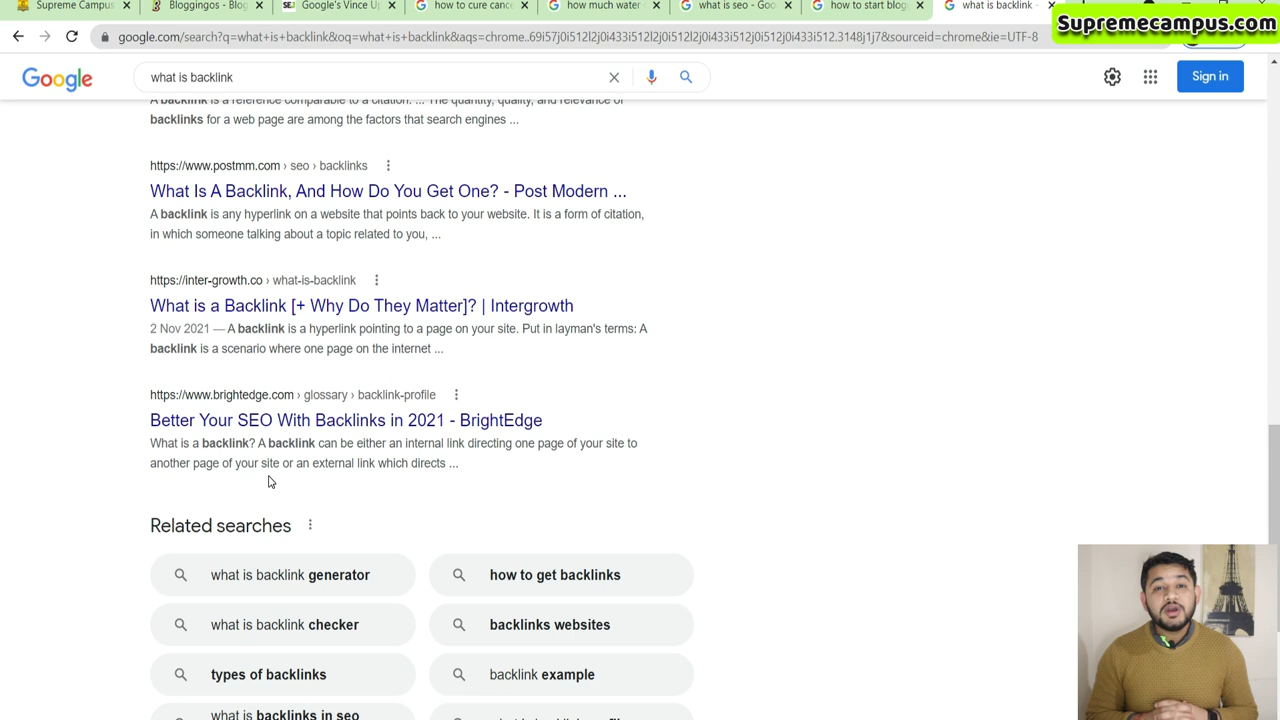 Supreme Campus
Bloggingos - Blog
SEJ
Google's Vince Up
how to cure cance
how much water
what is seo - Goo
how to start blog
what is backlink
Supremecampus.com
google.com/search?q=what+is+backlink&oq=what+is+backlink&aqs=chrome..69i57j0i512l2j0i433i512j0i512l2j0i433i512j0i512j0i433i512.3148j1j7&sourceid=chrome&ie=UTF-8
Google
what is backlink
Sign in
A backlink is a reference comparable to a citation. ... The quantity, quality, and relevance of
backlinks for a web page are among the factors that search engines ...
https://www.postmm.com › seo › backlinks
What Is A Backlink, And How Do You Get One? - Post Modern ...
A backlink is any hyperlink on a website that points back to your website. It is a form of citation,
in which someone talking about a topic related to you, ...
https://inter-growth.co › what-is-backlink
What is a Backlink [+ Why Do They Matter]? | Intergrowth
2 Nov 2021 — A backlink is a hyperlink pointing to a page on your site. Put in layman's terms: A
backlink is a scenario where one page on the internet ...
https://www.brightedge.com › glossary › backlink-profile
Better Your SEO With Backlinks in 2021 - BrightEdge
What is a backlink? A backlink can be either an internal link directing one page of your site to
another page of your site or an external link which directs ...
Related searches
what is backlink generator
how to get backlinks
what is backlink checker
backlinks websites
types of backlinks
backlink example
what is backlinks in seo